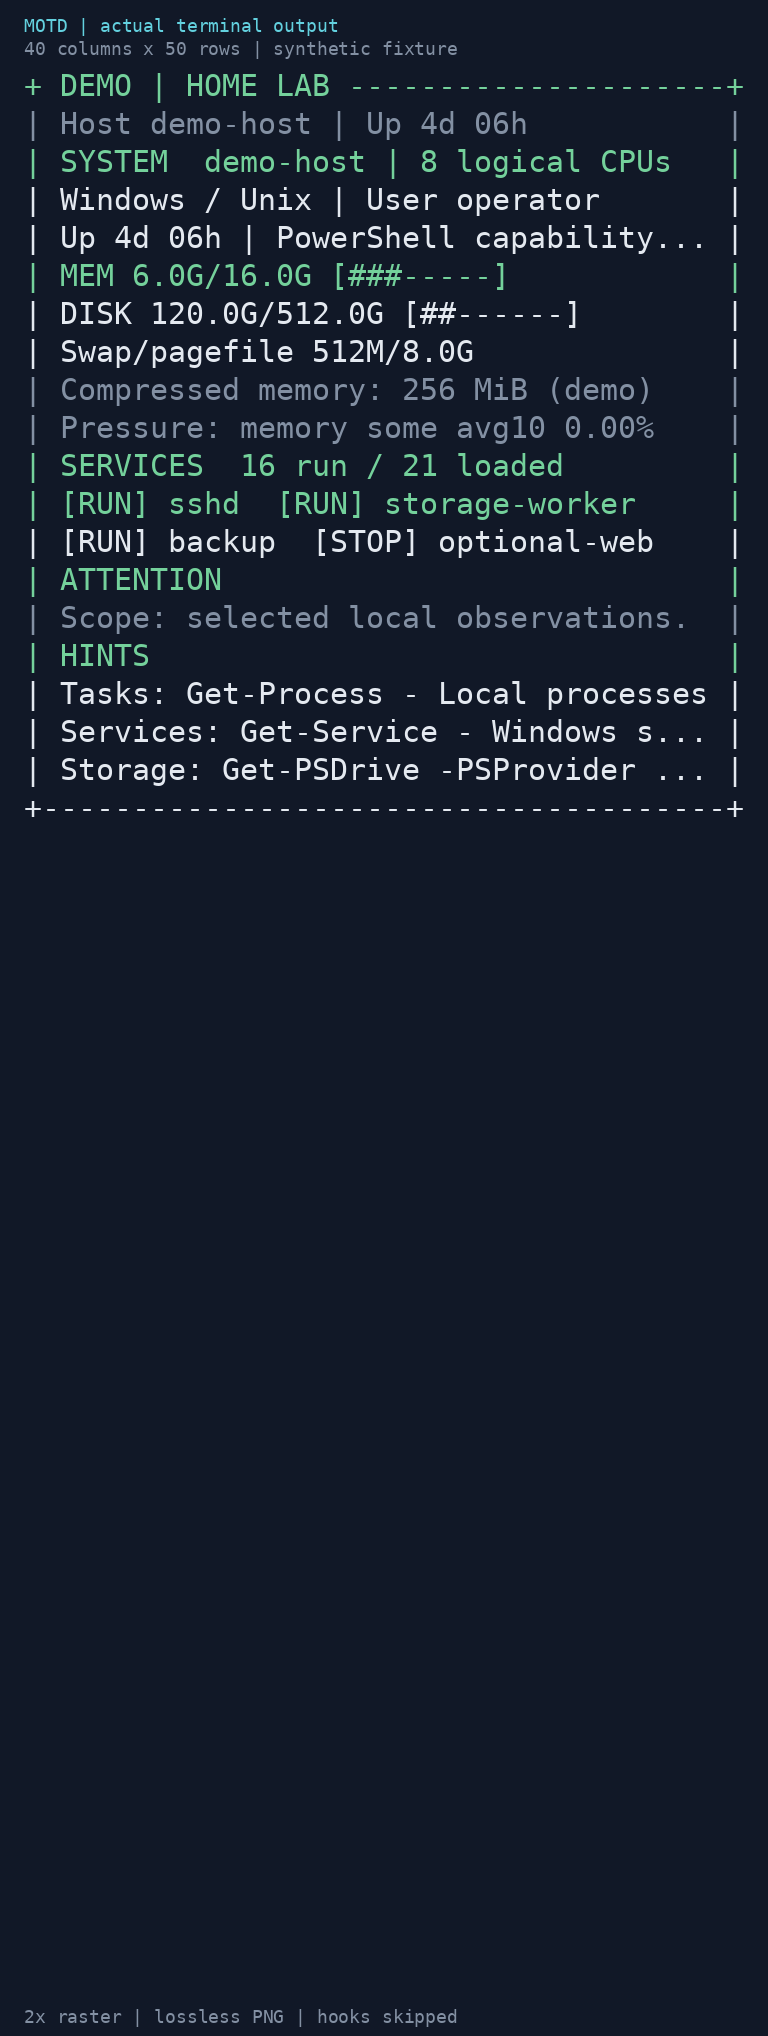 MOTD | actual terminal output
40 columns x 50 rows | synthetic fixture
+ DEMO | HOME LAB ---------------------+
| Host demo-host | Up 4d 06h           |
| SYSTEM  demo-host | 8 logical CPUs   |
| Windows / Unix | User operator       |
| Up 4d 06h | PowerShell capability... |
| MEM 6.0G/16.0G [###-----]            |
| DISK 120.0G/512.0G [##------]        |
| Swap/pagefile 512M/8.0G              |
| Compressed memory: 256 MiB (demo)    |
| Pressure: memory some avg10 0.00%    |
| SERVICES  16 run / 21 loaded         |
| [RUN] sshd  [RUN] storage-worker     |
| [RUN] backup  [STOP] optional-web    |
| ATTENTION                            |
| Scope: selected local observations.  |
| HINTS                                |
| Tasks: Get-Process - Local processes |
| Services: Get-Service - Windows s... |
| Storage: Get-PSDrive -PSProvider ... |
+--------------------------------------+
2x raster | lossless PNG | hooks skipped